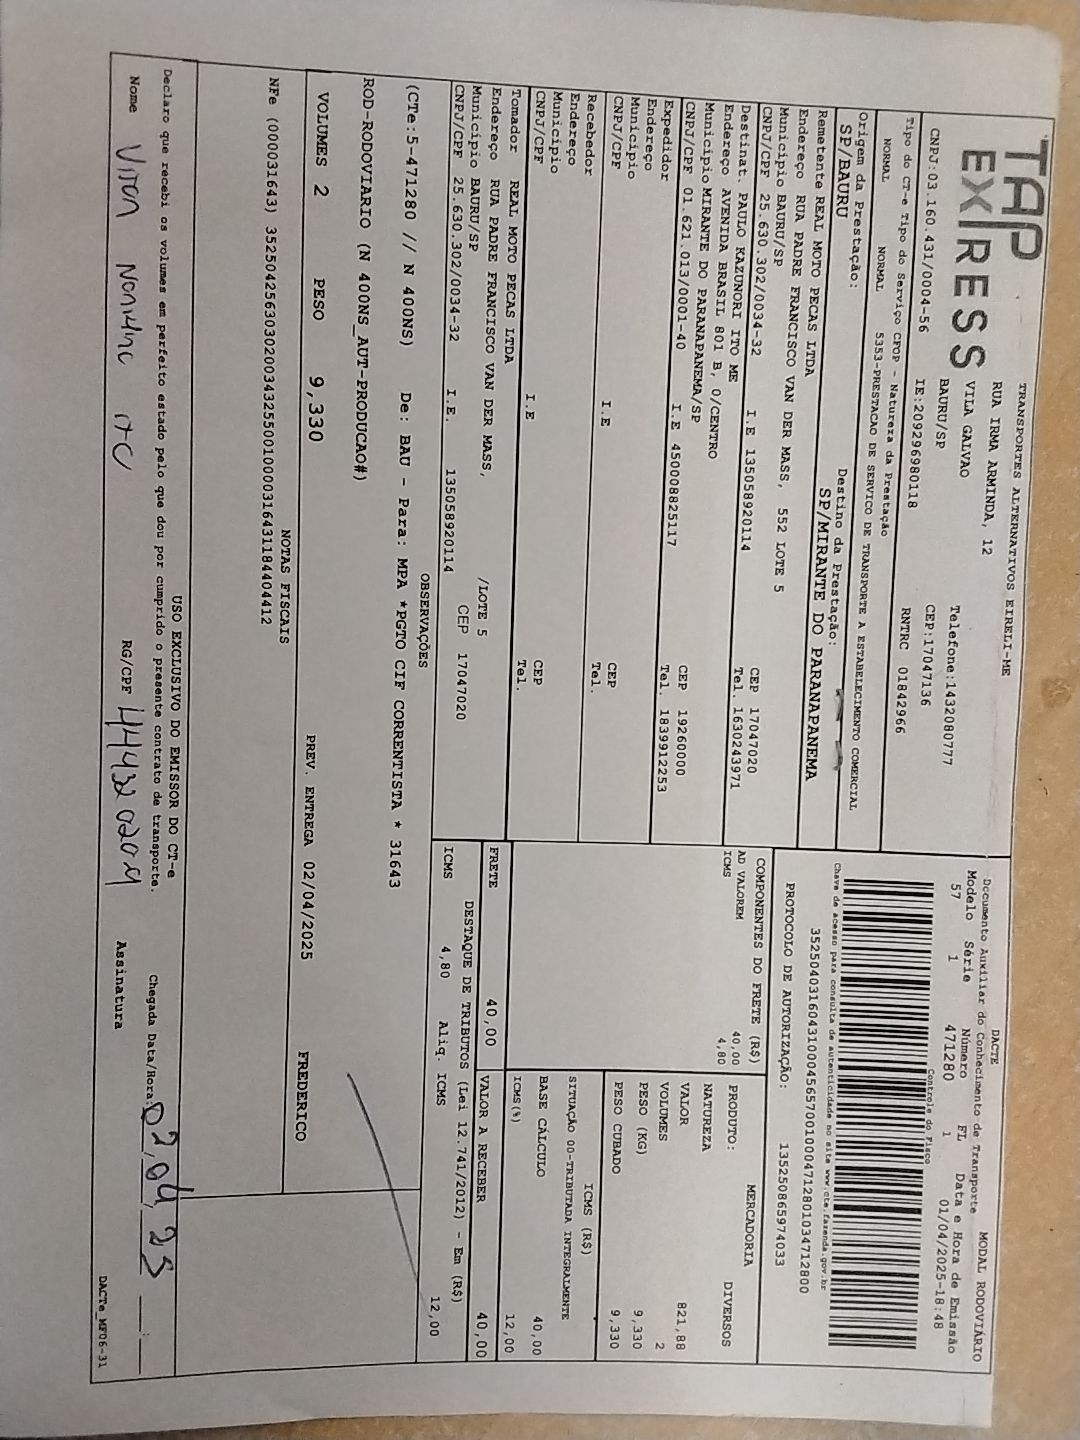 TAP
EXPRESS
TRANSPORTES ALTERNATIVOS EIRELI-ME
RUA IRMA ARMINDA, 12
VILA GALVAO Telefone:1432080777
BAURU/SP CEP:17047136
CNPJ:03.160.431/0004-56 IE:209296980118 RNTRC 01842966
Tipo do CT-e Tipo do Serviço CFOP - Natureza da Prestação
NORMAL NORMAL 5353-PRESTACAO DE SERVICO DE TRANSPORTE A ESTABELECIMENTO COMERCIAL
Origem da Prestação: Destino da Prestação:
SP/BAURU SP/MIRANTE DO PARANAPANEMA
DACTE MODAL RODOVIÁRIO
Documento Auxiliar do Conhecimento de Transporte
Modelo Série Número FL Data e Hora de Emissão
57 1 471280 1 01/04/2025-18:48
Controle do Fisco
Chave de acesso para consulta de autenticidade no site www.cte.fazenda.gov.br
35250403160431000456570010004712801034712800
PROTOCOLO DE AUTORIZAÇÃO: 135250865974033
Remetente REAL MOTO PECAS LTDA
Endereço RUA PADRE FRANCISCO VAN DER MASS, 552 LOTE 5
Município BAURU/SP CEP 17047020
CNPJ/CPF 25.630.302/0034-32 I.E 135058920114 Tel. 1630243971
Destinat. PAULO KAZUNORI ITO ME
Endereço AVENIDA BRASIL 801 B, 0/CENTRO
Município MIRANTE DO PARANAPANEMA/SP CEP 19260000
CNPJ/CPF 01.621.013/0001-40 I.E 450008825117 Tel. 1839912253
Expedidor
Endereço
Município CEP
CNPJ/CPF I.E Tel.
Recebedor
Endereço
Município CEP
CNPJ/CPF I.E Tel.
Tomador REAL MOTO PECAS LTDA
Endereço RUA PADRE FRANCISCO VAN DER MASS, /LOTE 5
Município BAURU/SP CEP 17047020
CNPJ/CPF 25.630.302/0034-32 I.E. 135058920114
COMPONENTES DO FRETE (R$)
AD VALOREM 40,00
ICMS 4,80
MERCADORIA
PRODUTO: DIVERSOS
NATUREZA
VALOR 821,88
VOLUMES 2
PESO (KG) 9,330
PESO CUBADO 9,330
ICMS (R$)
SITUAÇÃO 00-TRIBUTADA INTEGRALMENTE
BASE CÁLCULO 40,00
ICMS(%) 12,00
FRETE 40,00 VALOR A RECEBER 40,00
DESTAQUE DE TRIBUTOS (Lei 12.741/2012) - Em (R$)
ICMS 4,80 Aliq. ICMS 12,00
OBSERVAÇÕES
(CTe:5-471280 // N 400NS) De: BAU - Para: MPA *PGTO CIF CORRENTISTA * 31643
ROD-RODOVIARIO (N 400NS_AUT-PRODUCAO#)
VOLUMES 2 PESO 9,330 PREV. ENTREGA 02/04/2025 FREDERICO
NOTAS FISCAIS
NFe (000031643) 35250425630302003432550010000316431184404412
USO EXCLUSIVO DO EMISSOR DO CT-e
Declaro que recebi os volumes em perfeito estado pelo que dou por cumprido o presente contrato de transporte. Chegada Data/Hora:
Nome RG/CPF Assinatura
DACTe_MF06-31